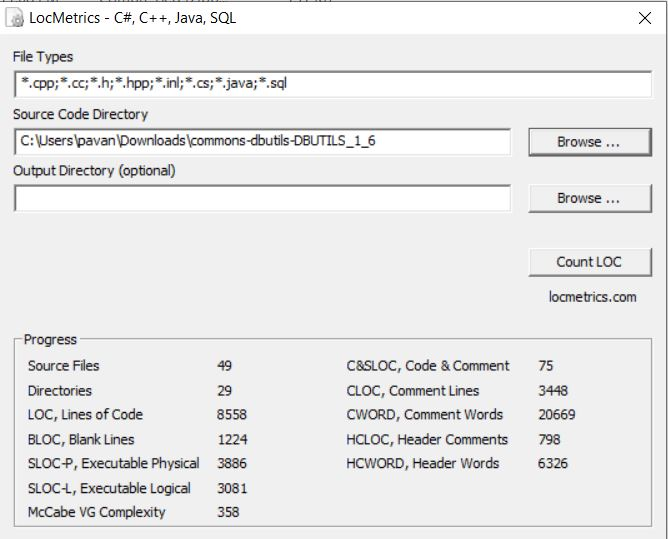 LocMetrics - C#, C++, Java, SQL
File Types
*.cpp;*.cc;*.h;*.hpp;*.inl;*.cs;*.java;*.sql
Source Code Directory
C:\Users\pavan\Downloads\commons-dbutils-DBUTILS_1_6
Browse ...
Output Directory (optional)
Browse ...
Count LOC
locmetrics.com
Progress
Source Files 49 C&SLOC, Code & Comment 75
Directories 29 CLOC, Comment Lines 3448
LOC, Lines of Code 8558 CWORD, Comment Words 20669
BLOC, Blank Lines 1224 HCLOC, Header Comments 798
SLOC-P, Executable Physical 3886 HCWORD, Header Words 6326
SLOC-L, Executable Logical 3081
McCabe VG Complexity 358